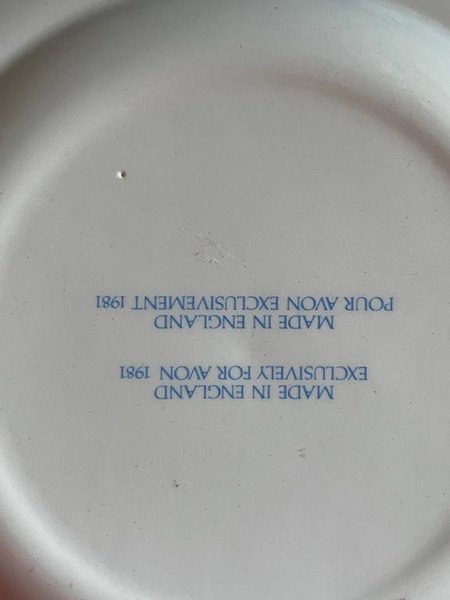 MADE IN ENGLAND
EXCLUSIVELY FOR AVON 1981
MADE IN ENGLAND
POUR AVON EXCLUSIVEMENT 1981